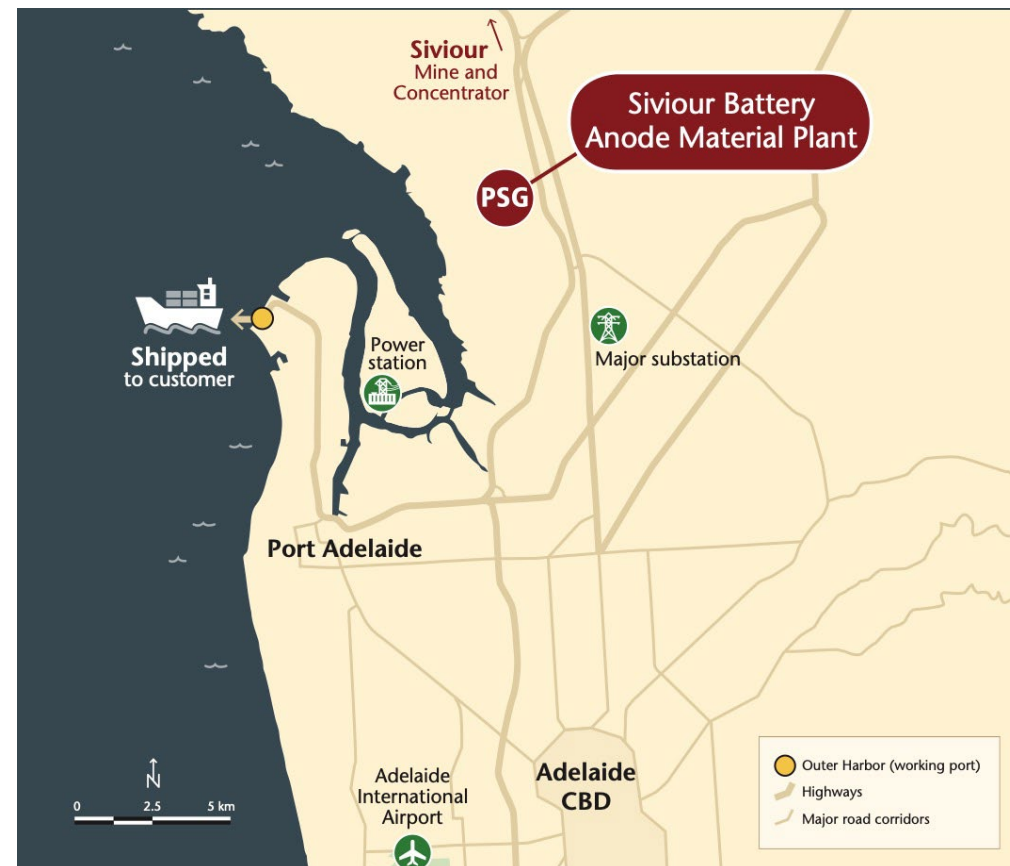 Siviour
Mine and
Concentrator
Siviour Battery
Anode Material Plant
PSG
Shipped
to customer
Power
station
Major substation
Port Adelaide
Adelaide
International
Airport
Adelaide
CBD
N
0 2.5 5 km
Outer Harbor (working port)
Highways
Major road corridors